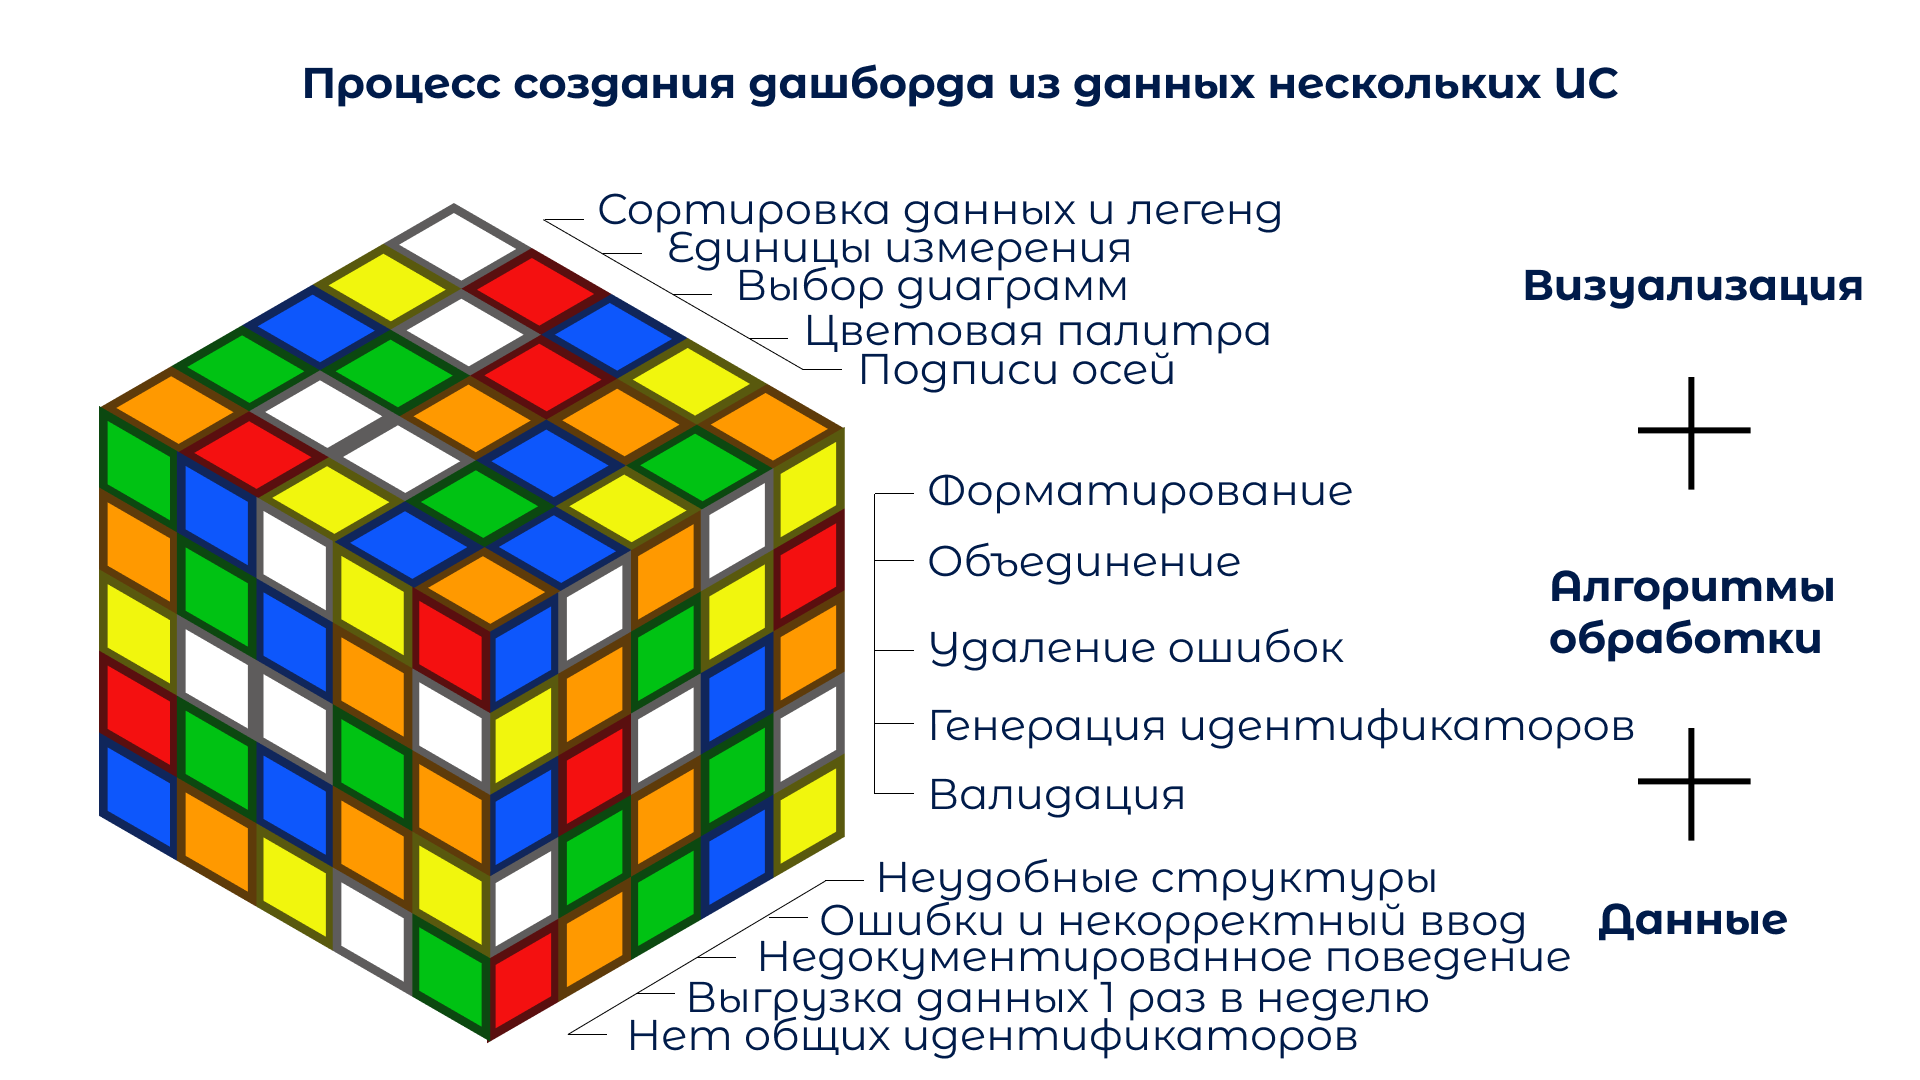 Процесс создания дашборда из данных нескольких ИС
Сортировка данных и легенд
Единицы измерения
Выбор диаграмм
Цветовая палитра
Подписи осей
Визуализация
Форматирование
Объединение
Удаление ошибок
Генерация идентификаторов
Валидация
Алгоритмы
обработки
Неудобные структуры
Ошибки и некорректный ввод
Недокументированное поведение
Выгрузка данных 1 раз в неделю
Нет общих идентификаторов
Данные